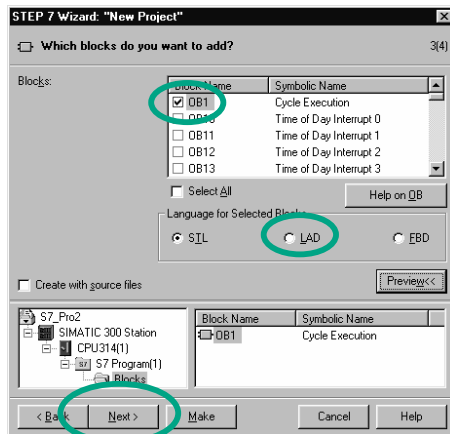 STEP 7 Wizard: "New Project"
Which blocks do you want to add? 3(4)
Blocks:
Block Name Symbolic Name
OB1 Cycle Execution
OB10 Time of Day Interrupt 0
OB11 Time of Day Interrupt 1
OB12 Time of Day Interrupt 2
OB13 Time of Day Interrupt 3
Select All
Help on OB
Language for Selected Blocks
STL LAD FBD
Create with source files
Preview<<
S7_Pro2
SIMATIC 300 Station
CPU314(1)
S7 Program(1)
Blocks
Block Name Symbolic Name
OB1 Cycle Execution
< Back Next > Make Cancel Help